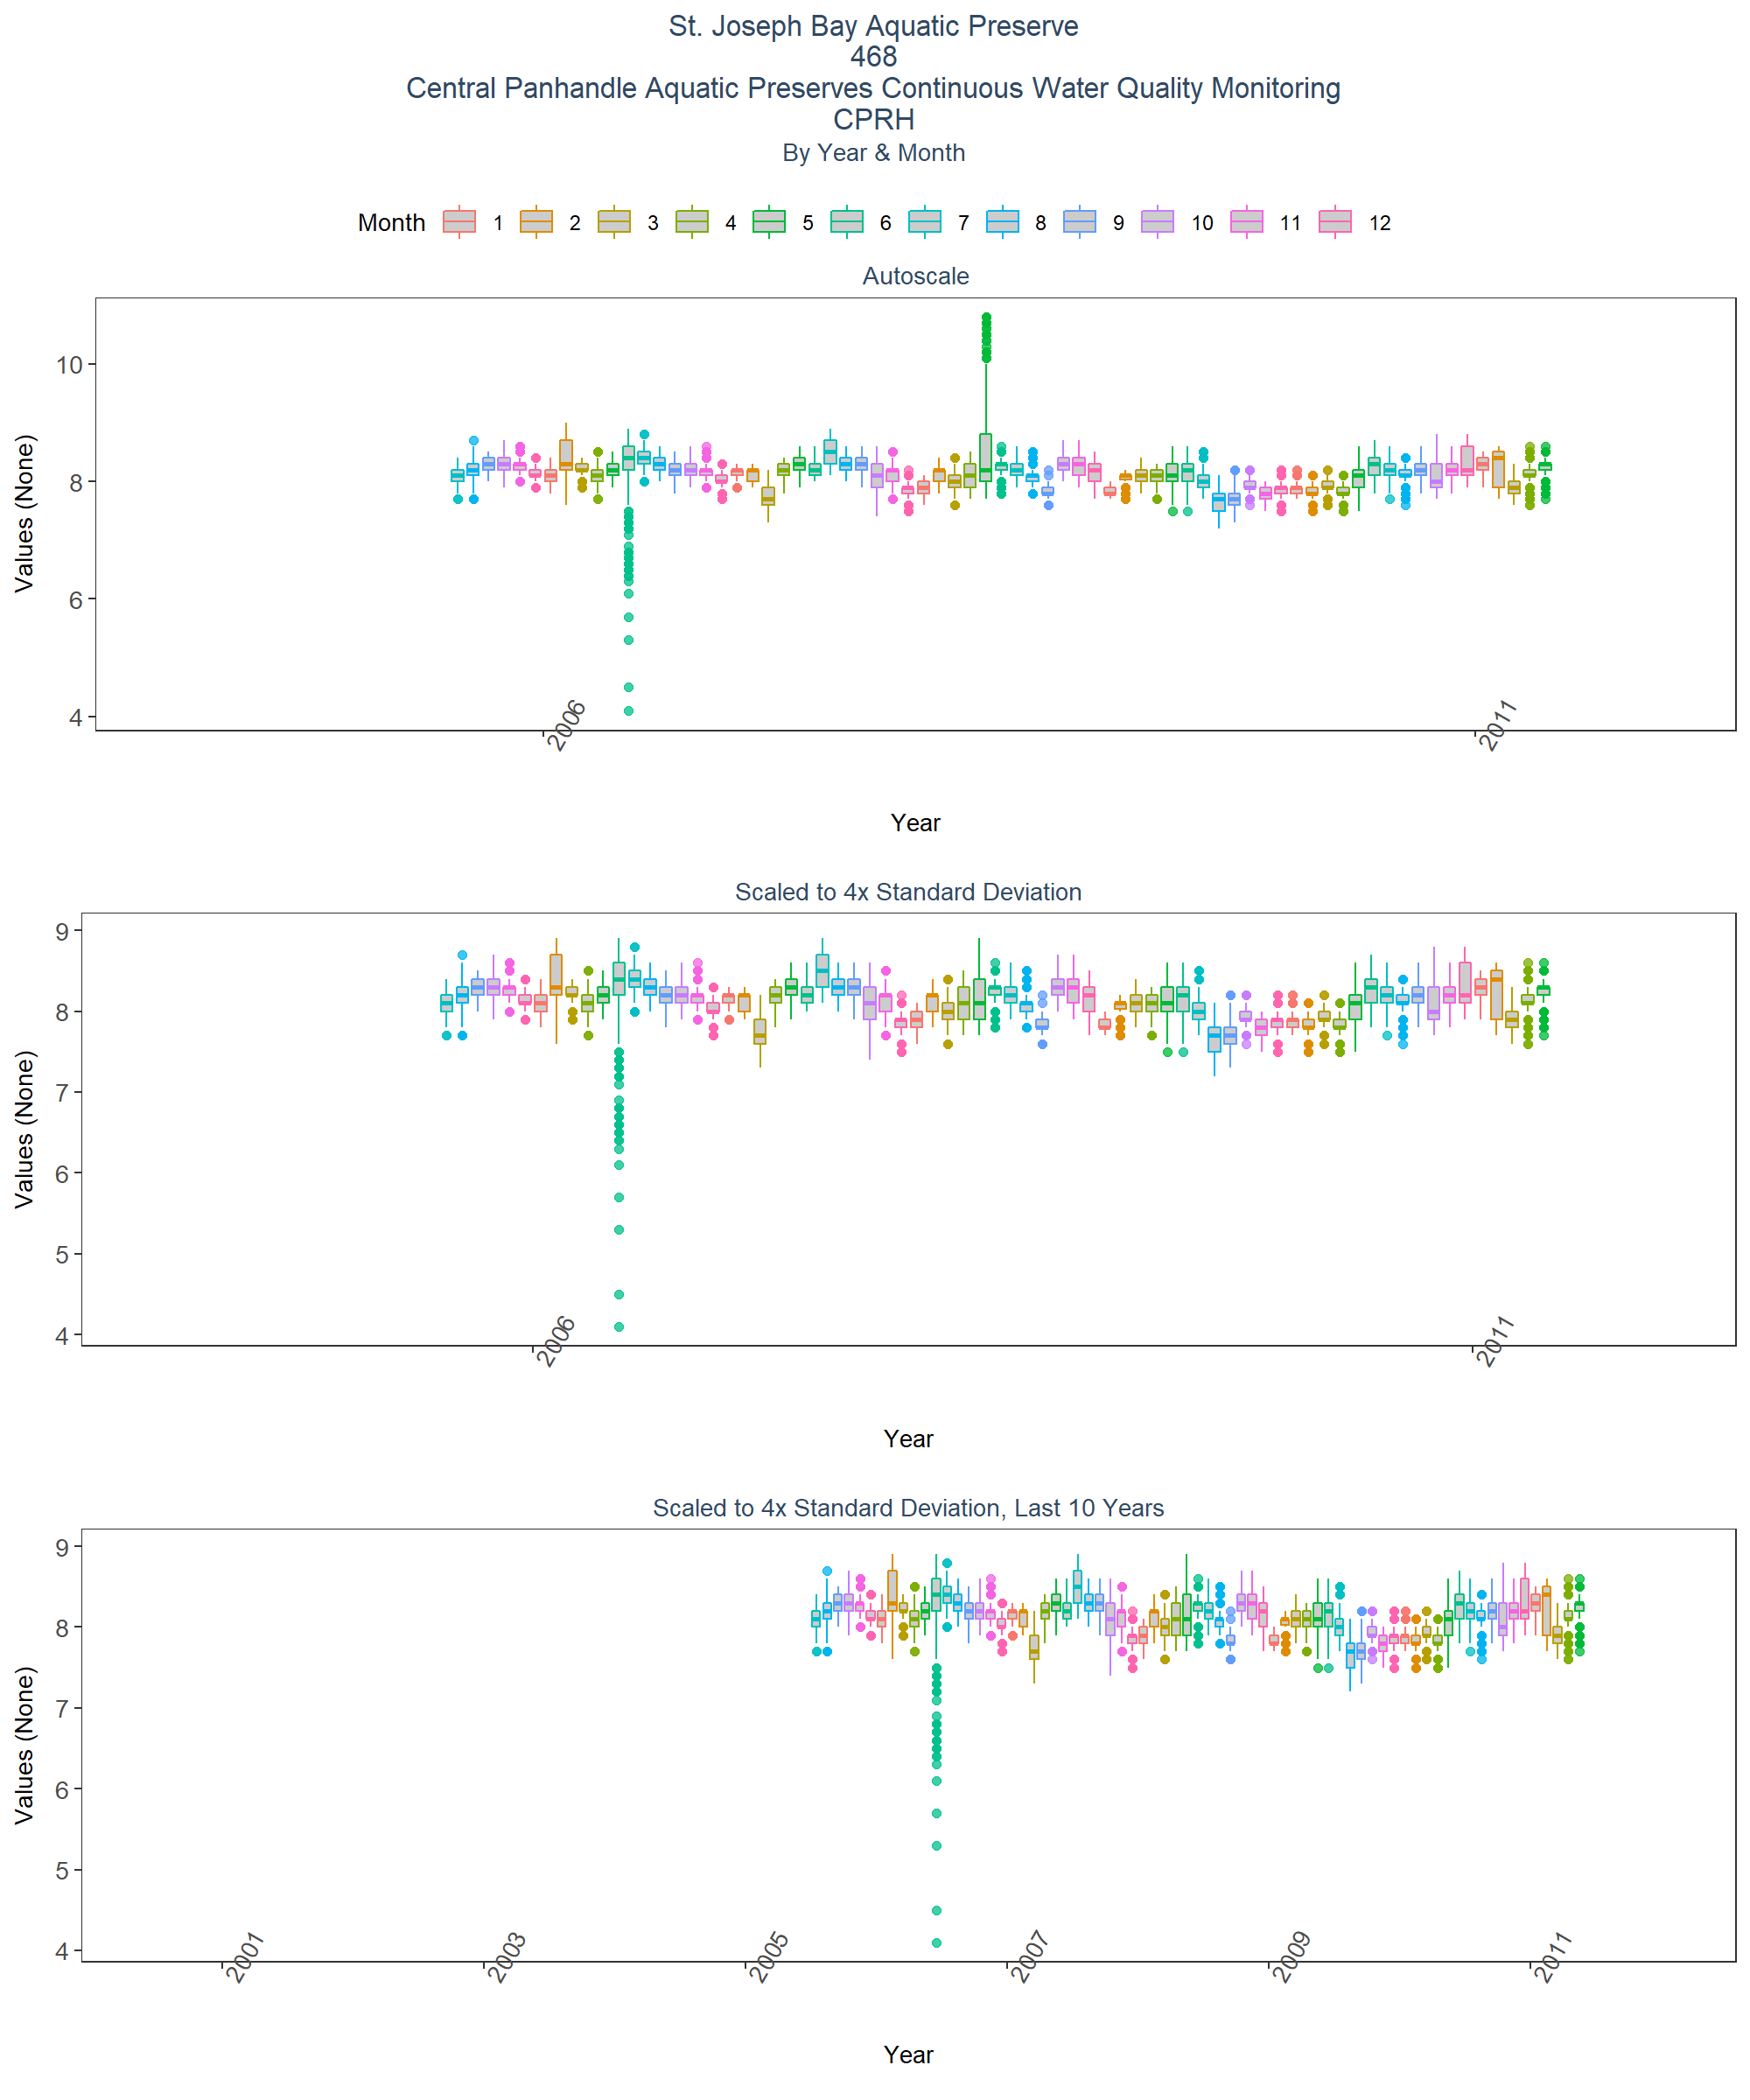 St. Joseph Bay Aquatic Preserve
468
Central Panhandle Aquatic Preserves Continuous Water Quality Monitoring
CPRH
By Year & Month
Month 1 2 3 4 5 6 7 8 9 10 11 12
Autoscale
Values (None)
10
8
6
4
2006 2011
Year
Scaled to 4x Standard Deviation
Values (None)
9
8
7
6
5
4
2006 2011
Year
Scaled to 4x Standard Deviation, Last 10 Years
Values (None)
9
8
7
6
5
4
2001 2003 2005 2007 2009 2011
Year